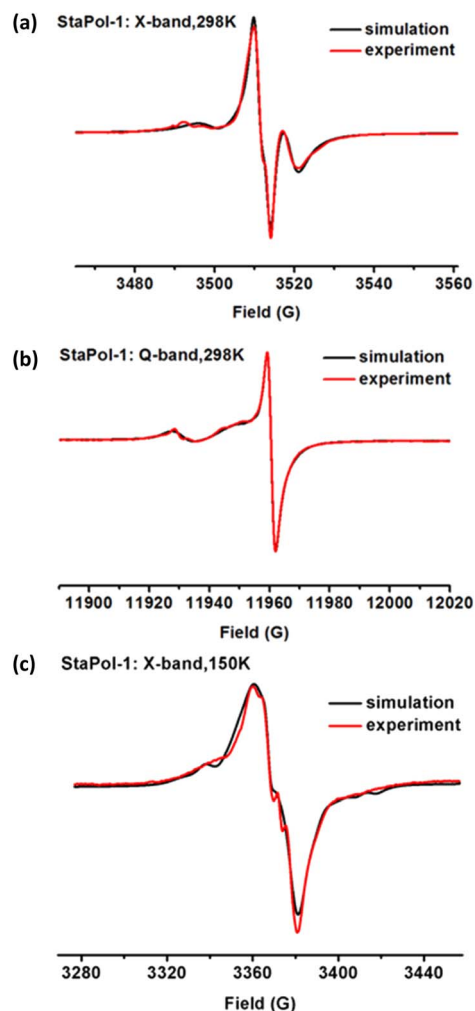 (a)
StaPol-1: X-band,298K
simulation
experiment
3480 3500 3520 3540 3560
Field (G)
(b)
StaPol-1: Q-band,298K
simulation
experiment
11900 11920 11940 11960 11980 12000 12020
Field (G)
(c)
StaPol-1: X-band,150K
simulation
experiment
3280 3320 3360 3400 3440
Field (G)